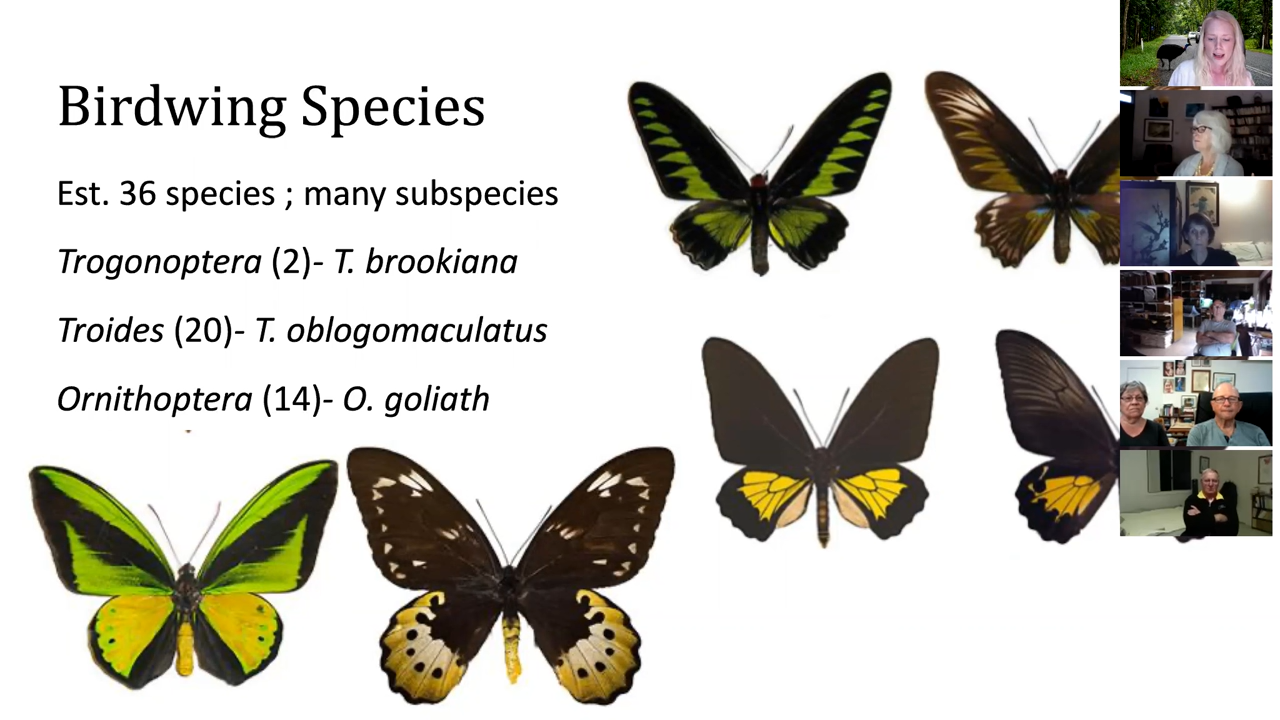 Birdwing Species
Est. 36 species ; many subspecies
Trogonoptera (2)- T. brookiana
Troides (20)- T. oblogomaculatus
Ornithoptera (14)- O. goliath